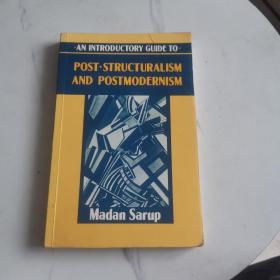 ·AN INTRODUCTORY GUIDE TO·
POST-STRUCTURALISM
AND POSTMODERNISM
Madan Sarup